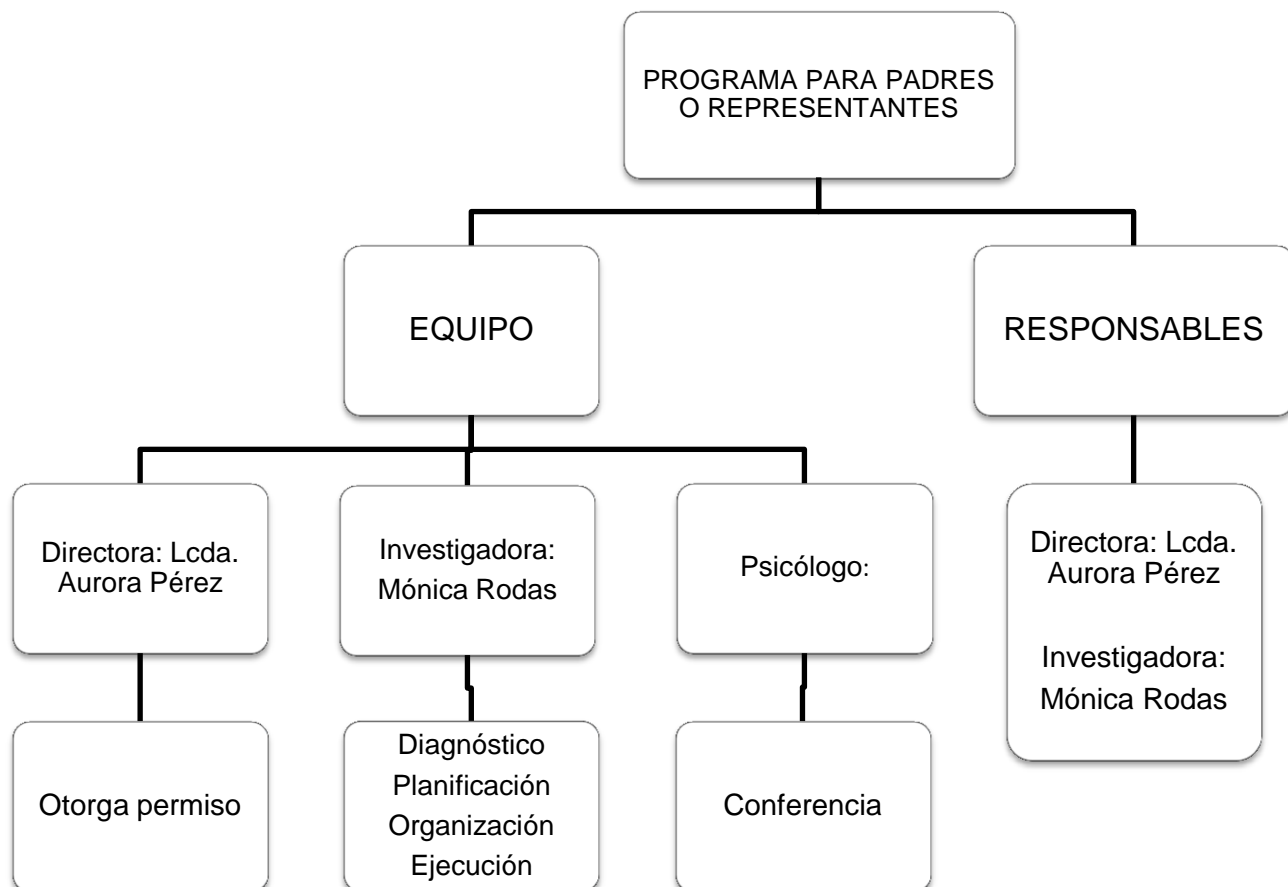 PROGRAMA PARA PADRES
O REPRESENTANTES
EQUIPO
RESPONSABLES
Directora: Lcda.
Aurora Pérez
Investigadora:
Mónica Rodas
Psicólogo:
Directora: Lcda.
Aurora Pérez
Investigadora:
Mónica Rodas
Otorga permiso
Diagnóstico
Planificación
Organización
Ejecución
Conferencia